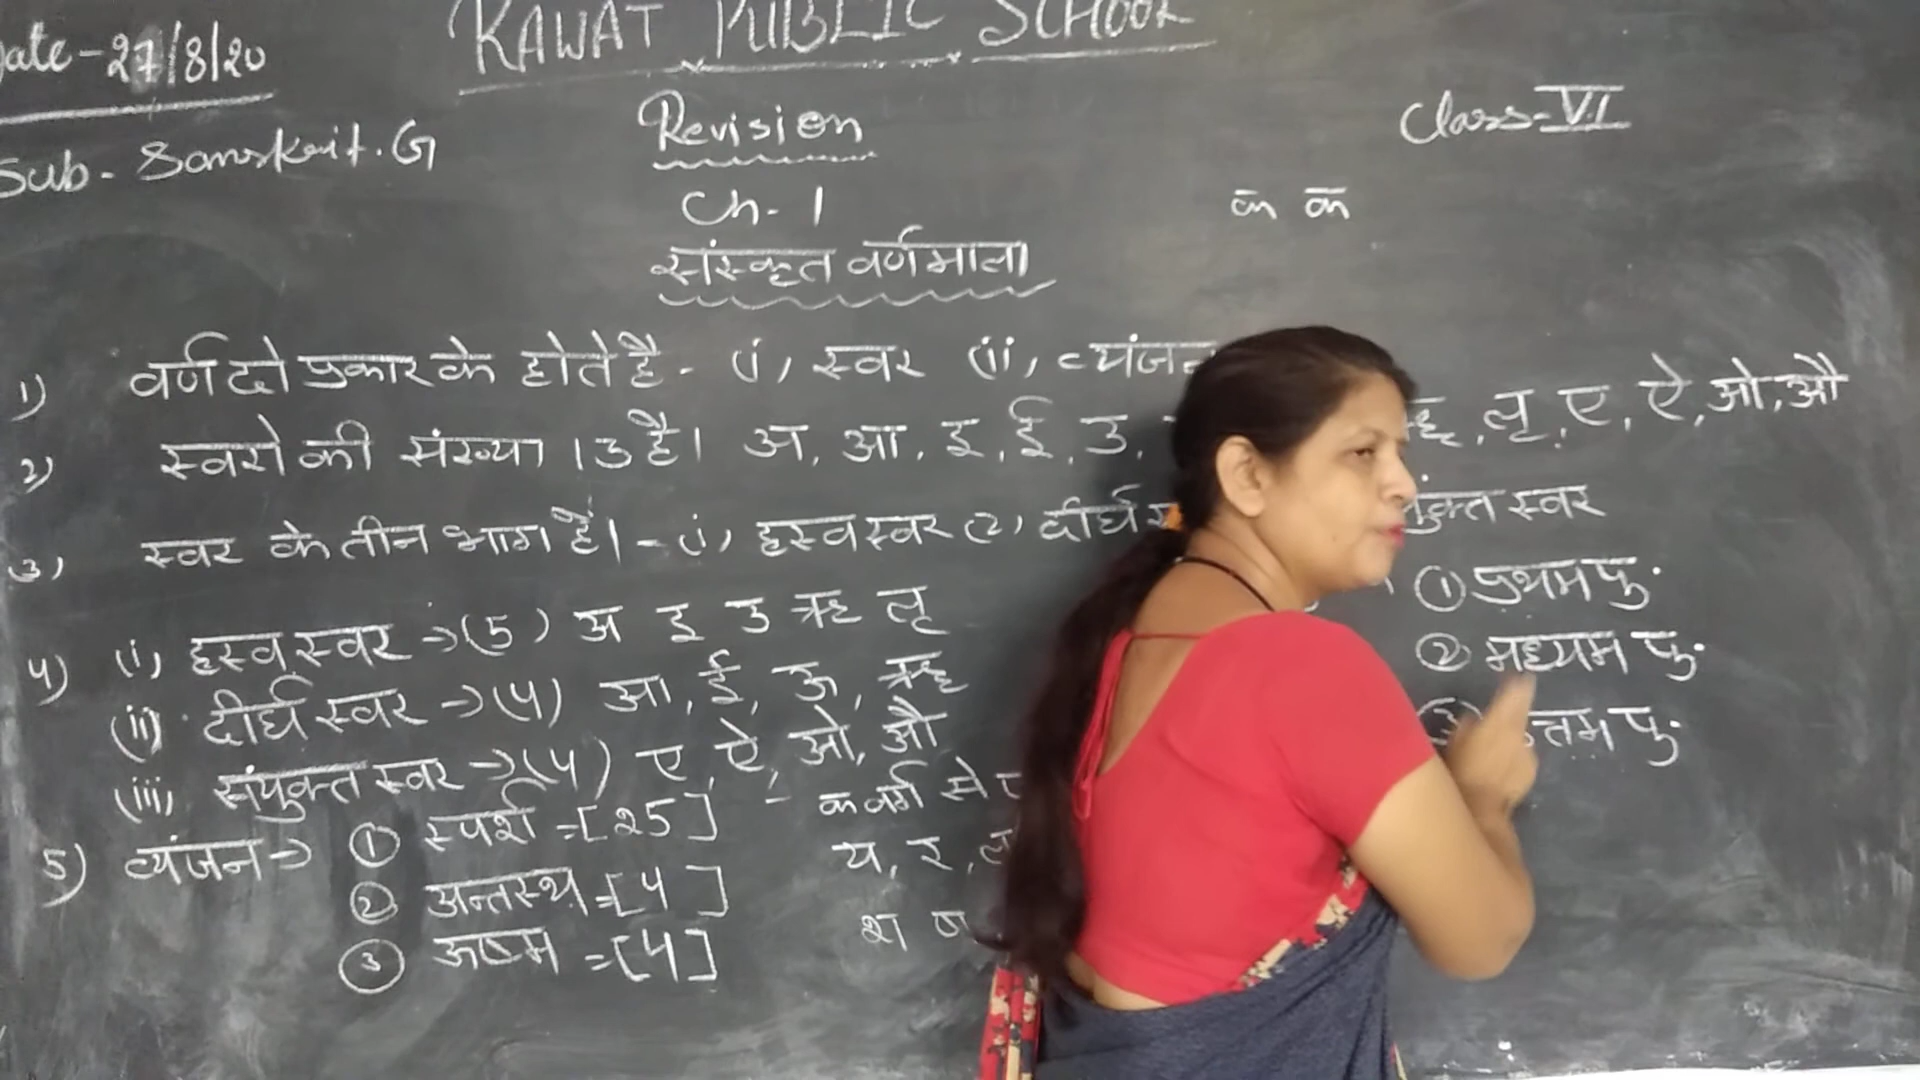 Date - 27/8/20
KAWAT PUBLIC SCHOOL
Sub - Sanskrit. G
Revision
Class - VI
Ch - 1
क क
संस्कृत वर्णमाला
1) वर्ण दो प्रकार के होते है - (i) स्वर (ii) व्यंजन
2) स्वरो की संख्या 13 है। अ, आ, इ, ई, उ, ॠ, लृ, ए, ऐ, ओ, औ
3) स्वर के तीन भाग हैं। - (i) ह्रस्व स्वर (2) दीर्घ युक्त स्वर
4) (i) ह्रस्व स्वर → (5) अ इ उ ऋ लृ
(ii) दीर्घ स्वर → (4) आ, ई, ऊ, ॠ
(iii) संयुक्त स्वर → (4) ए, ऐ, ओ, औ
5) व्यंजन → ① स्पर्श = [25] - क वर्ग से
② अन्तस्थ = [4] य, र, ल
③ ऊष्म = [4] श ष
① प्रथम पु.
② मध्यम पु.
③ त्तम पु.